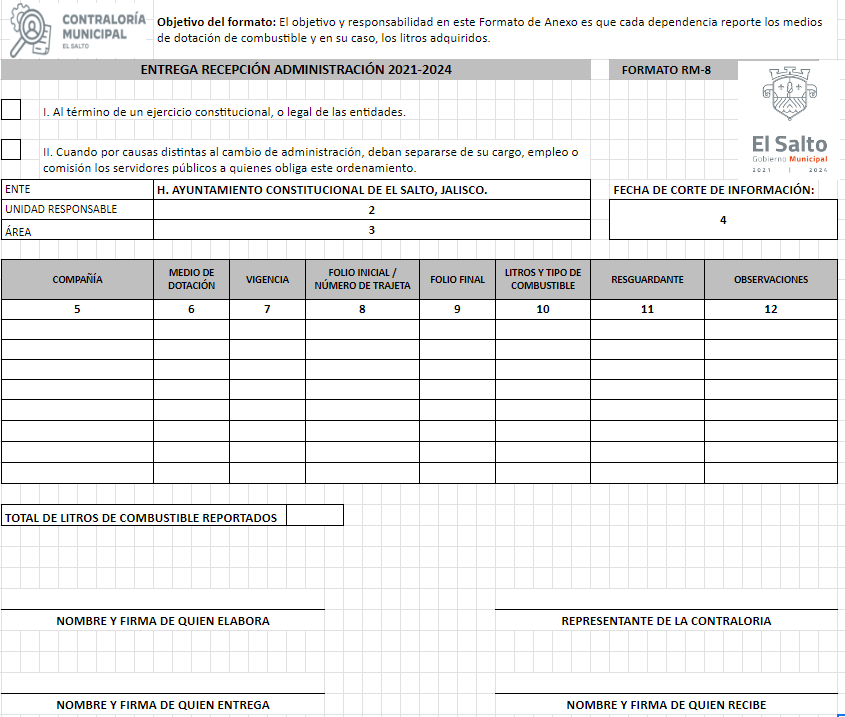 CONTRALORÍA
MUNICIPAL
EL SALTO
Objetivo del formato: El objetivo y responsabilidad en este Formato de Anexo es que cada dependencia reporte los medios
de dotación de combustible y en su caso, los litros adquiridos.
ENTREGA RECEPCIÓN ADMINISTRACIÓN 2021-2024
FORMATO RM-8
I. Al término de un ejercicio constitucional, o legal de las entidades.
El Salto
Gobierno Municipal
2021 | 2024
II. Cuando por causas distintas al cambio de administración, deban separarse de su cargo, empleo o
comisión los servidores públicos a quienes obliga este ordenamiento.
ENTE
H. AYUNTAMIENTO CONSTITUCIONAL DE EL SALTO, JALISCO.
FECHA DE CORTE DE INFORMACIÓN:
UNIDAD RESPONSABLE
2
4
ÁREA
3
COMPAÑÍA
MEDIO DE
DOTACIÓN
VIGENCIA
FOLIO INICIAL /
NÚMERO DE TRAJETA
FOLIO FINAL
LITROS Y TIPO DE
COMBUSTIBLE
RESGUARDANTE
OBSERVACIONES
5
6
7
8
9
10
11
12
TOTAL DE LITROS DE COMBUSTIBLE REPORTADOS
NOMBRE Y FIRMA DE QUIEN ELABORA
REPRESENTANTE DE LA CONTRALORIA
NOMBRE Y FIRMA DE QUIEN ENTREGA
NOMBRE Y FIRMA DE QUIEN RECIBE